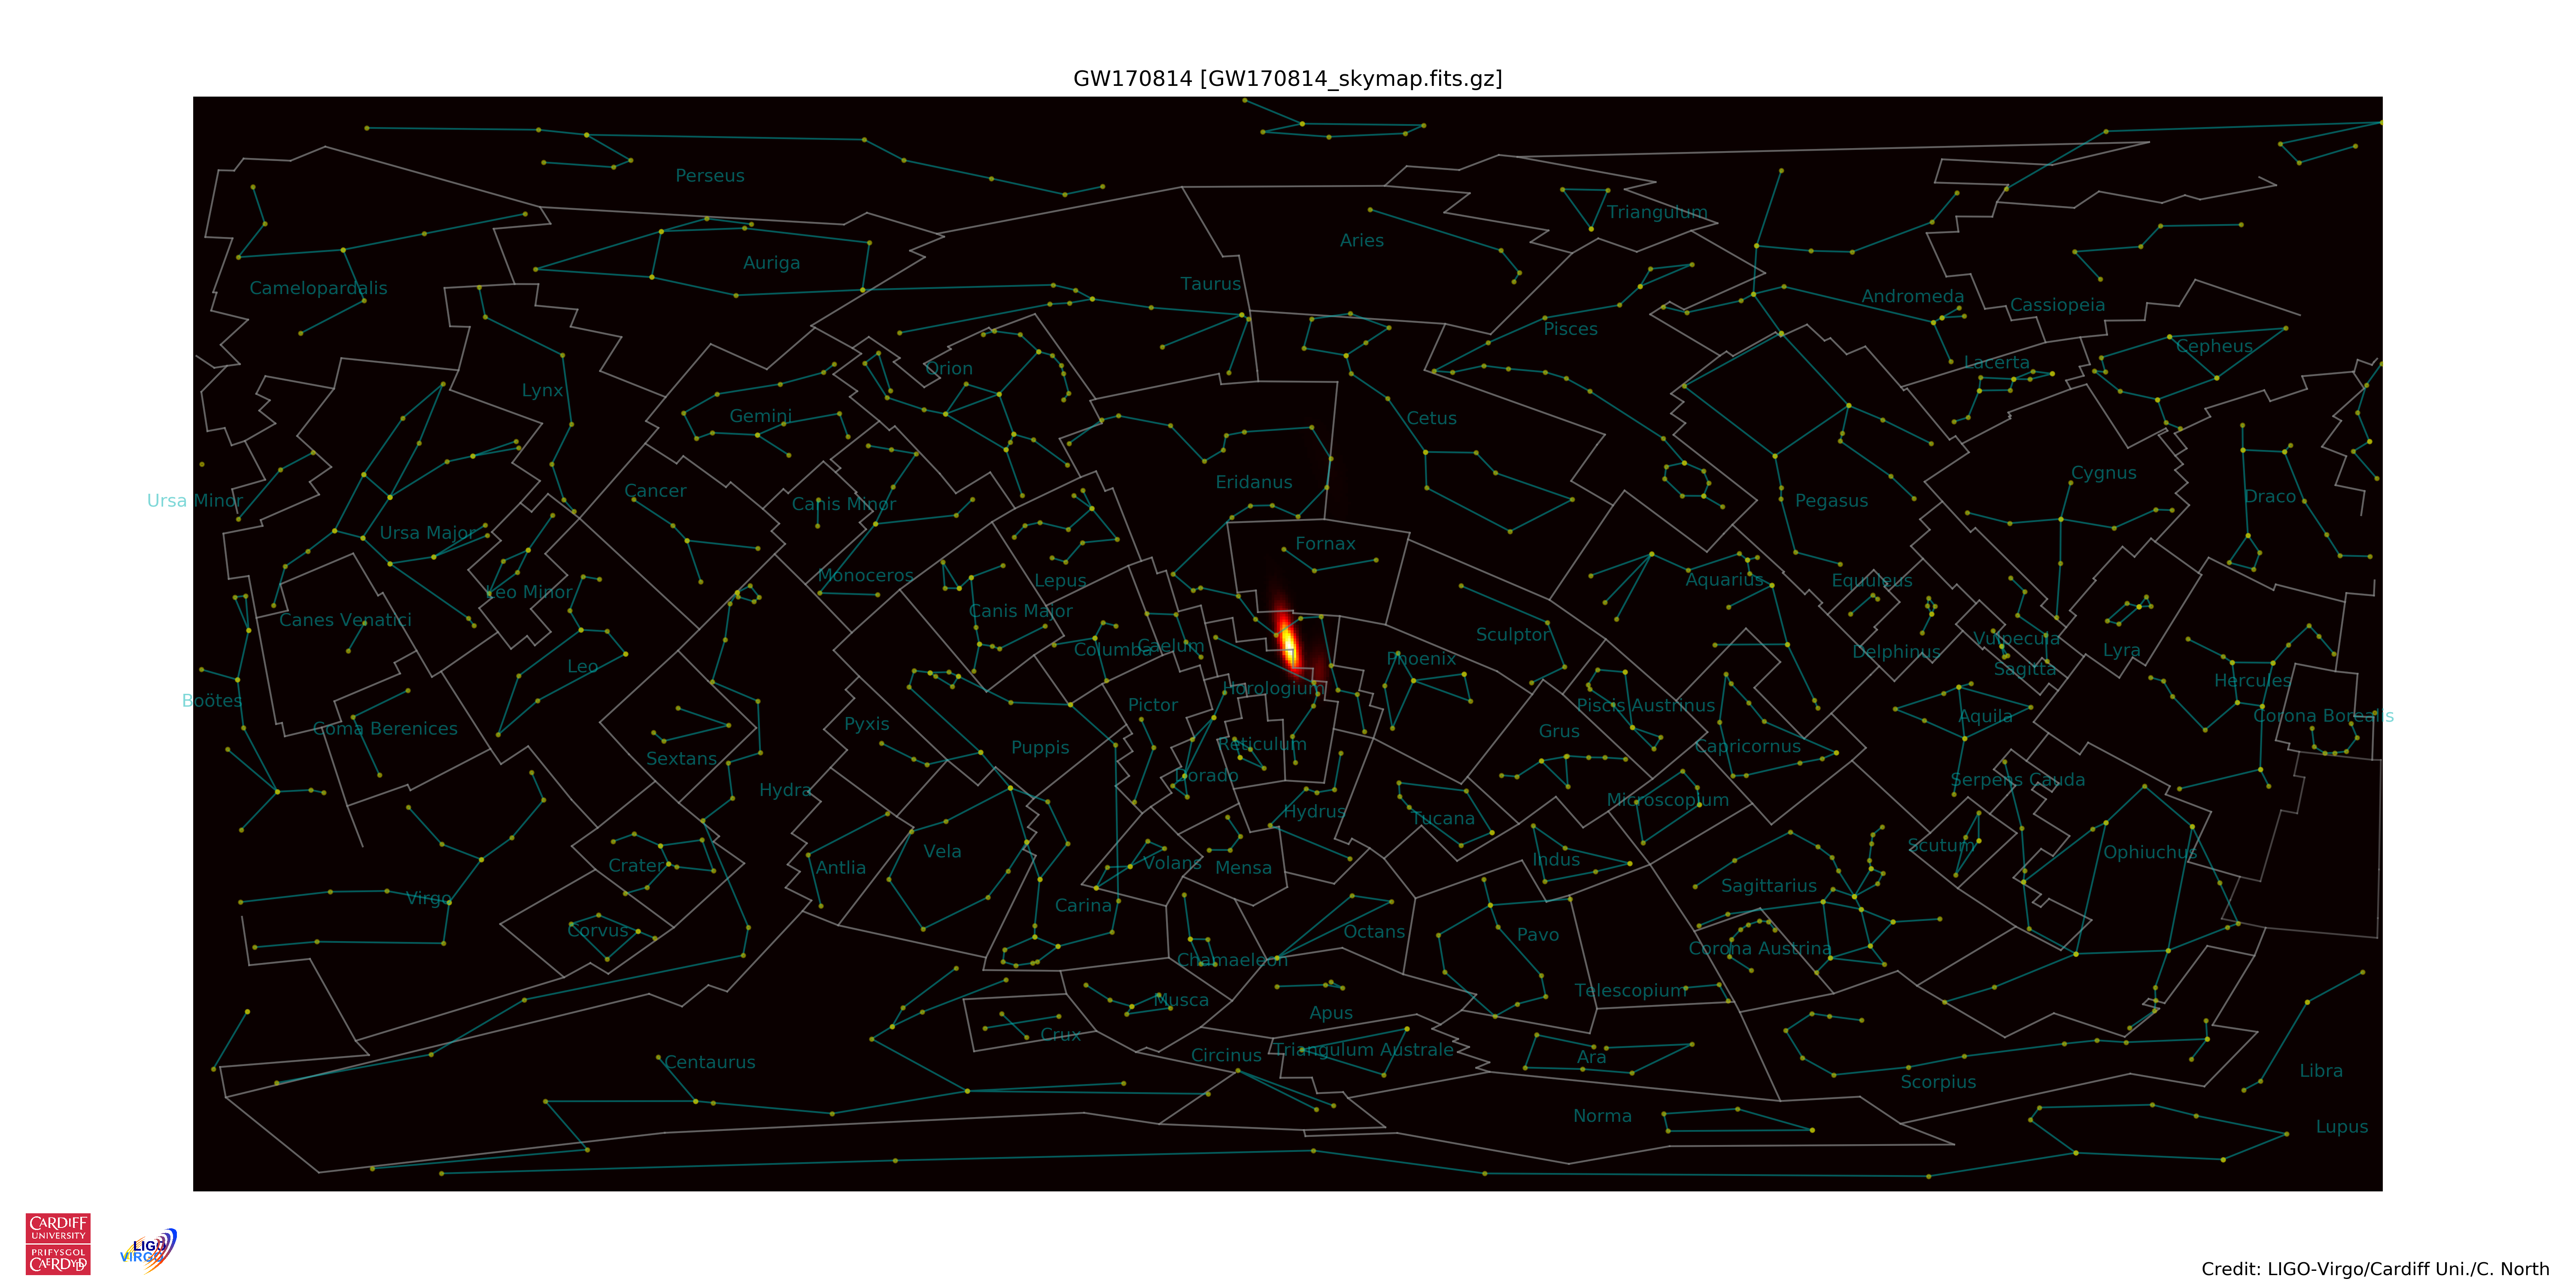 GW170814 [GW170814_skymap.fits.gz]
Perseus
Triangulum
Aries
Auriga
Taurus
Camelopardalis
Andromeda
Cassiopeia
Pisces
Cepheus
Lacerta
Orion
Lynx
Gemini
Cetus
Cygnus
Eridanus
Cancer
Draco
Ursa Minor
Canis Minor
Pegasus
Ursa Major
Fornax
Monoceros
Lepus
Aquarius
Equuleus
Leo Minor
Canis Major
Canes Venatici
Sculptor
Vulpecula
Columba
Caelum
Delphinus
Lyra
Phoenix
Leo
Sagitta
Hercules
Horologium
Boötes
Pictor
Piscis Austrinus
Corona Borealis
Aquila
Pyxis
Coma Berenices
Grus
Reticulum
Puppis
Capricornus
Sextans
Dorado
Serpens Cauda
Hydra
Microscopium
Hydrus
Tucana
Scutum
Vela
Ophiuchus
Indus
Volans
Crater
Antlia
Mensa
Sagittarius
Virgo
Carina
Corvus
Octans
Pavo
Corona Austrina
Chamaeleon
Telescopium
Musca
Apus
Crux
Triangulum Australe
Circinus
Ara
Centaurus
Libra
Scorpius
Norma
Lupus
CARDIFF
UNIVERSITY
PRIFYSGOL
CAERDYDD
LIGO
VIRGO
Credit: LIGO-Virgo/Cardiff Uni./C. North